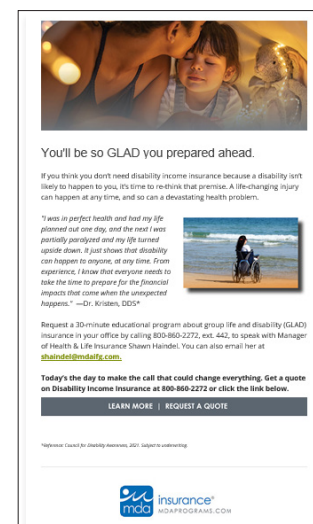 You'll be so GLAD you prepared ahead.
If you think you don't need disability income insurance because a disability isn't
likely to happen to you, it's time to re-think that premise. A life-changing injury
can happen at any time, and so can a devastating health problem.
"I was in perfect health and had my life
planned out one day, and the next I was
partially paralyzed and my life turned
upside down. It just shows that disability
can happen to anyone, at any time. From
experience, I know that everyone needs to
take the time to prepare for the financial
impacts that come when the unexpected
happens." —Dr. Kristen, DDS*
Request a 30-minute educational program about group life and disability (GLAD)
insurance in your office by calling 800-860-2272, ext. 442, to speak with Manager
of Health & Life Insurance Shawn Haindel. You can also email her at
shaindel@mdaifg.com.
Today's the day to make the call that could change everything. Get a quote
on Disability Income Insurance at 800-860-2272 or click the link below.
LEARN MORE | REQUEST A QUOTE
*Reference: Council for Disability Awareness, 2021. Subject to underwriting.
mda insurance®
MDAPROGRAMS.COM